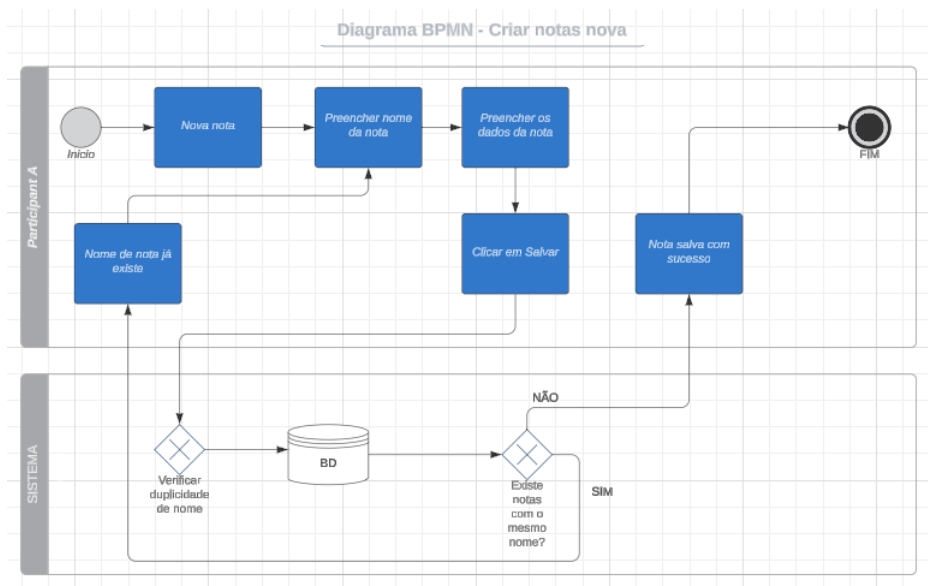 Diagrama BPMN - Criar notas nova
Participant A
Inicio
Nova nota
Preencher nome
da nota
Preencher os
dados da nota
FIM
Nome de nota já
existe
Clicar em Salvar
Nota salva com
sucesso
SISTEMA
Verificar
duplicidade
de nome
BD
NÃO
Existe
notas
com o
mesmo
nome?
SIM